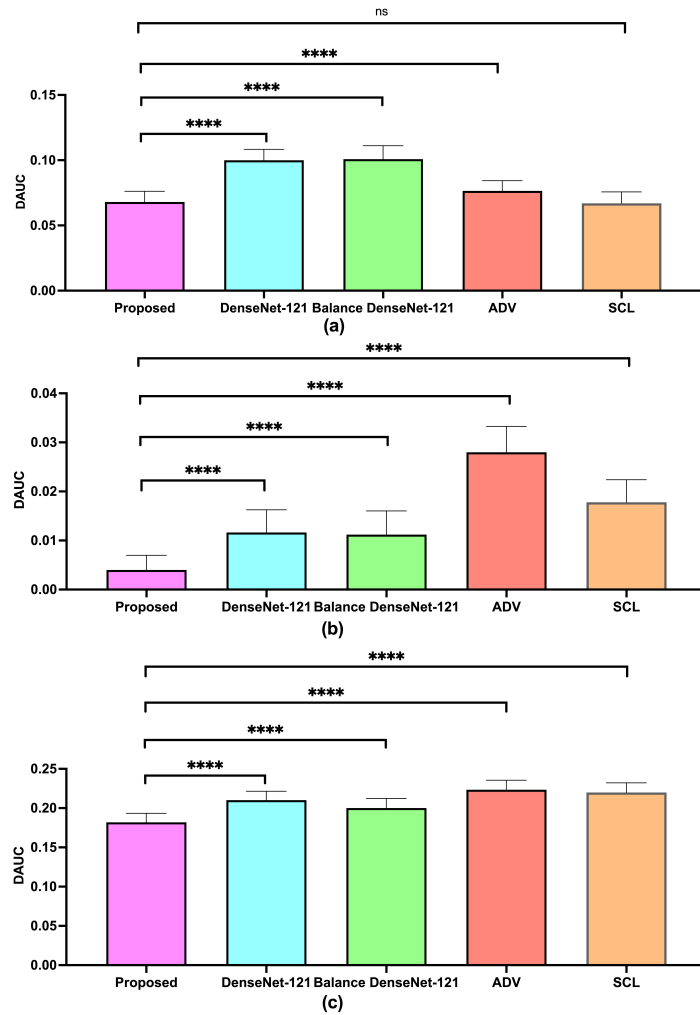 ns
****
****
****
0.15
0.10
0.05
0.00
DAUC
Proposed DenseNet-121 Balance DenseNet-121 ADV SCL
(a)
****
****
****
****
0.04
0.03
0.02
0.01
0.00
DAUC
Proposed DenseNet-121 Balance DenseNet-121 ADV SCL
(b)
****
****
****
****
0.25
0.20
0.15
0.10
0.05
0.00
DAUC
Proposed DenseNet-121 Balance DenseNet-121 ADV SCL
(c)